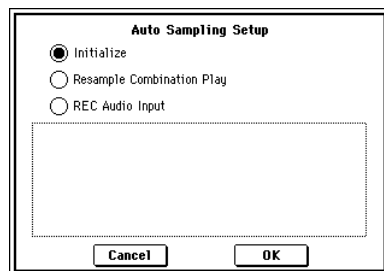 Auto Sampling Setup
Initialize
Resample Combination Play
REC Audio Input
Cancel OK